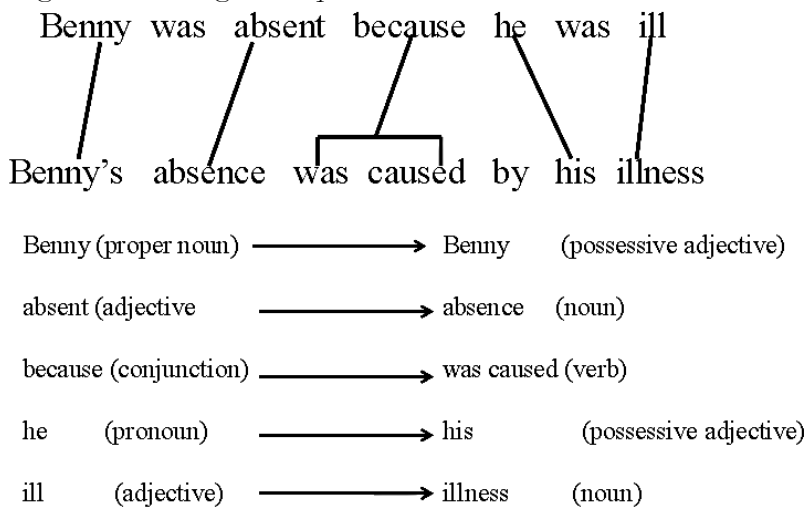 Benny was absent because he was ill
Benny's absence was caused by his illness
Benny (proper noun) Benny (possessive adjective)
absent (adjective absence (noun)
because (conjunction) was caused (verb)
he (pronoun) his (possessive adjective)
ill (adjective) illness (noun)